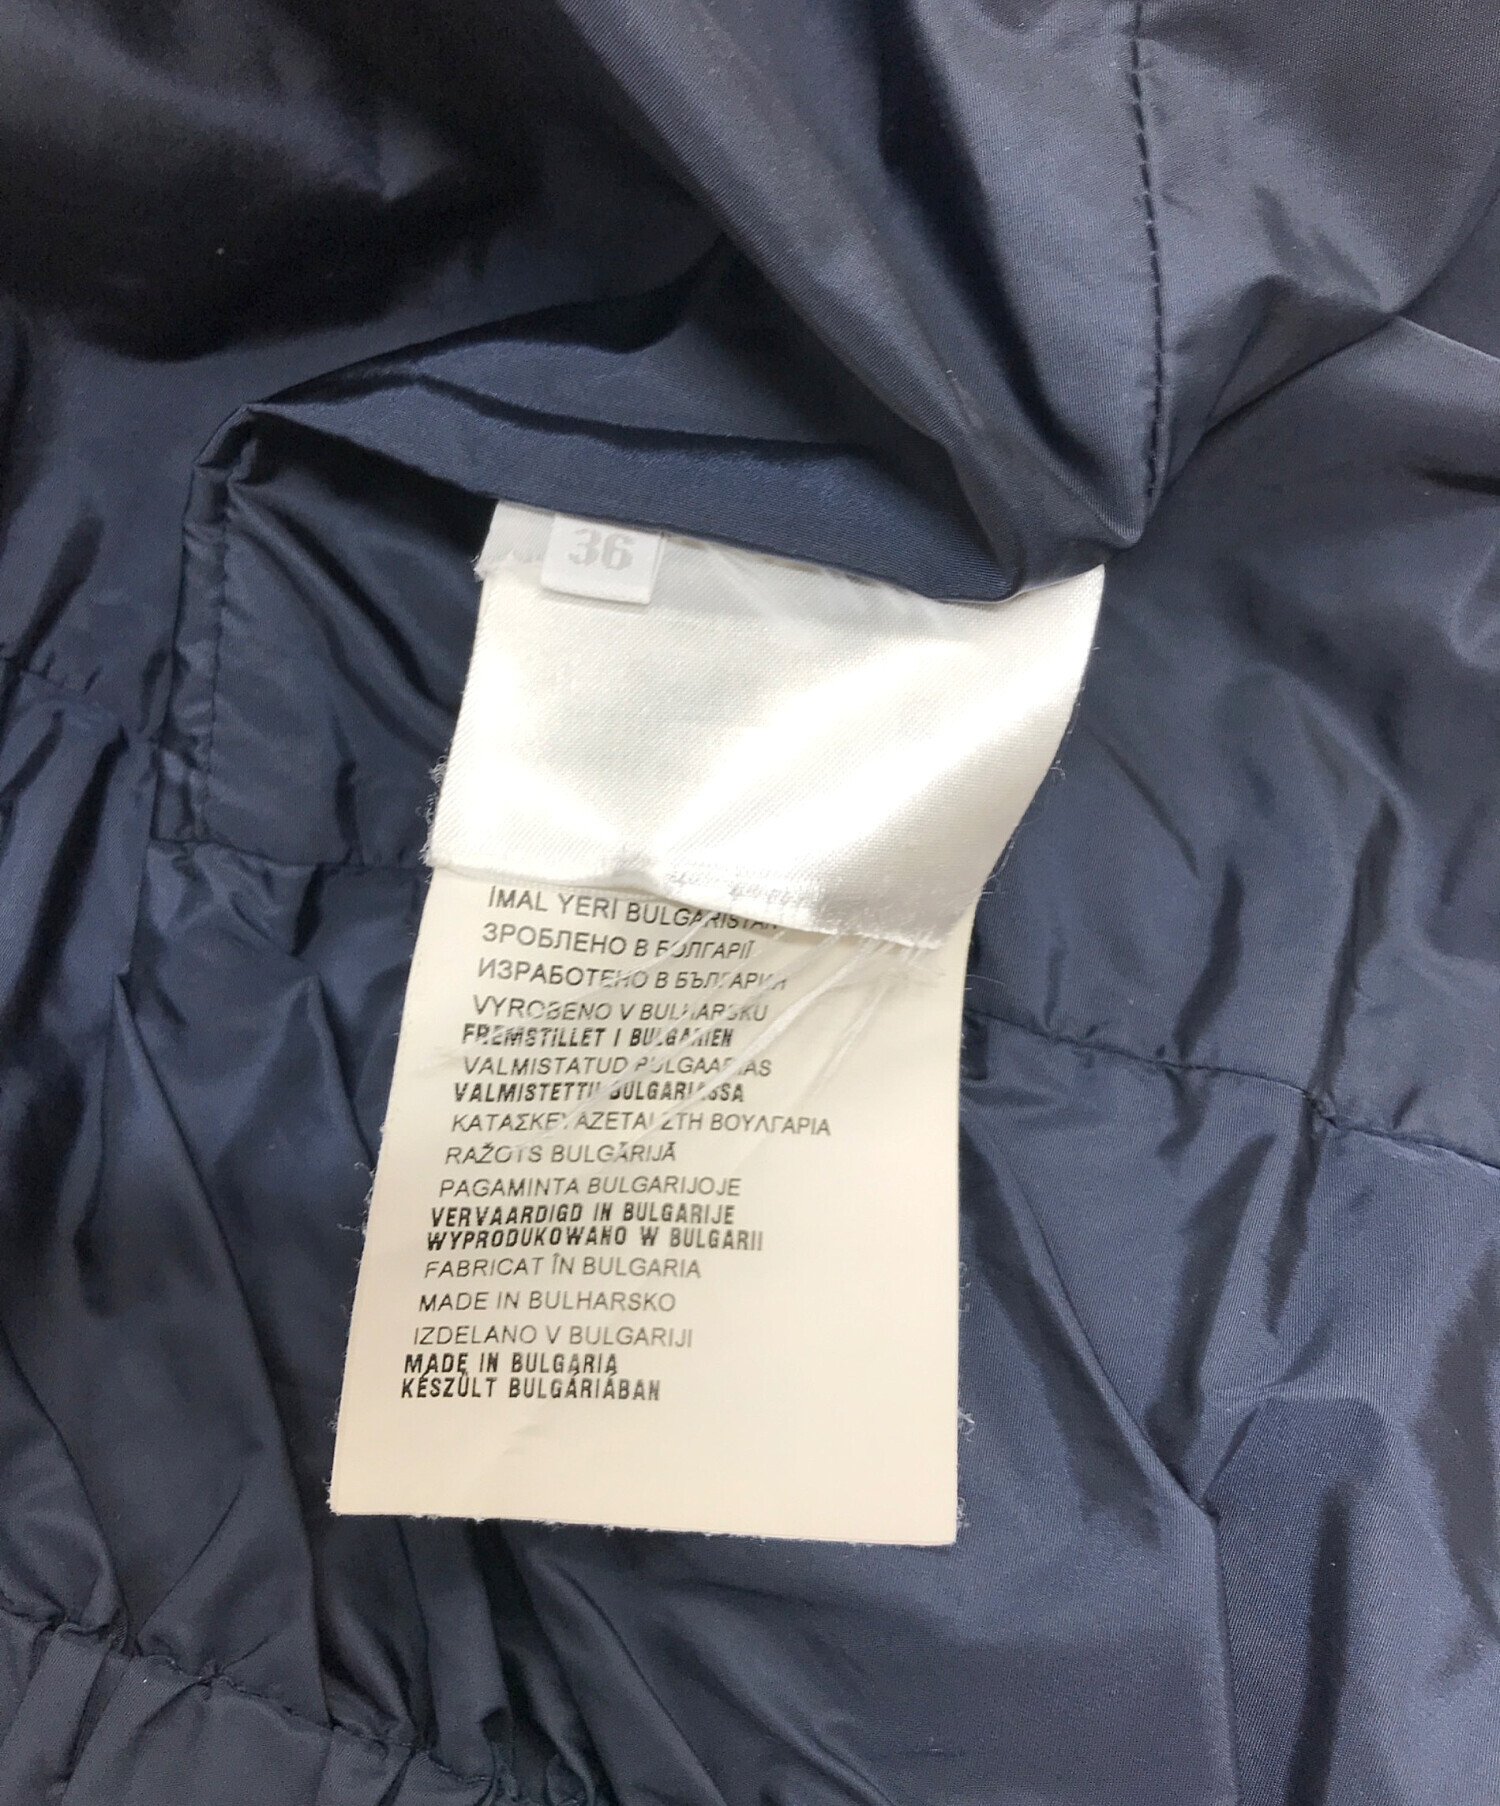 36
İMAL YERI BULGARISTAN
ЗРОБЛЕНО В БОЛГАРІЇ
ИЗРАБОТЕНО В БЪЛГАРИЯ
VYROBENO V BULHARSKU
FREMSTILLET I BULGARIEN
VALMISTATUD BULGAARIAS
VALMISTETTU BULGARIASSA
ΚΑΤΑΣΚΕΥΑΖΕΤΑΙ ΣΤΗ ΒΟΥΛΓΑΡΙΑ
RAŽOTS BULGĀRIJĀ
PAGAMINTA BULGARIJOJE
VERVAARDIGD IN BULGARIJE
WYPRODUKOWANO W BULGARII
FABRICAT ÎN BULGARIA
MADE IN BULHARSKO
IZDELANO V BULGARIJI
MADE IN BULGARIA
KÉSZÜLT BULGÁRIÁBAN